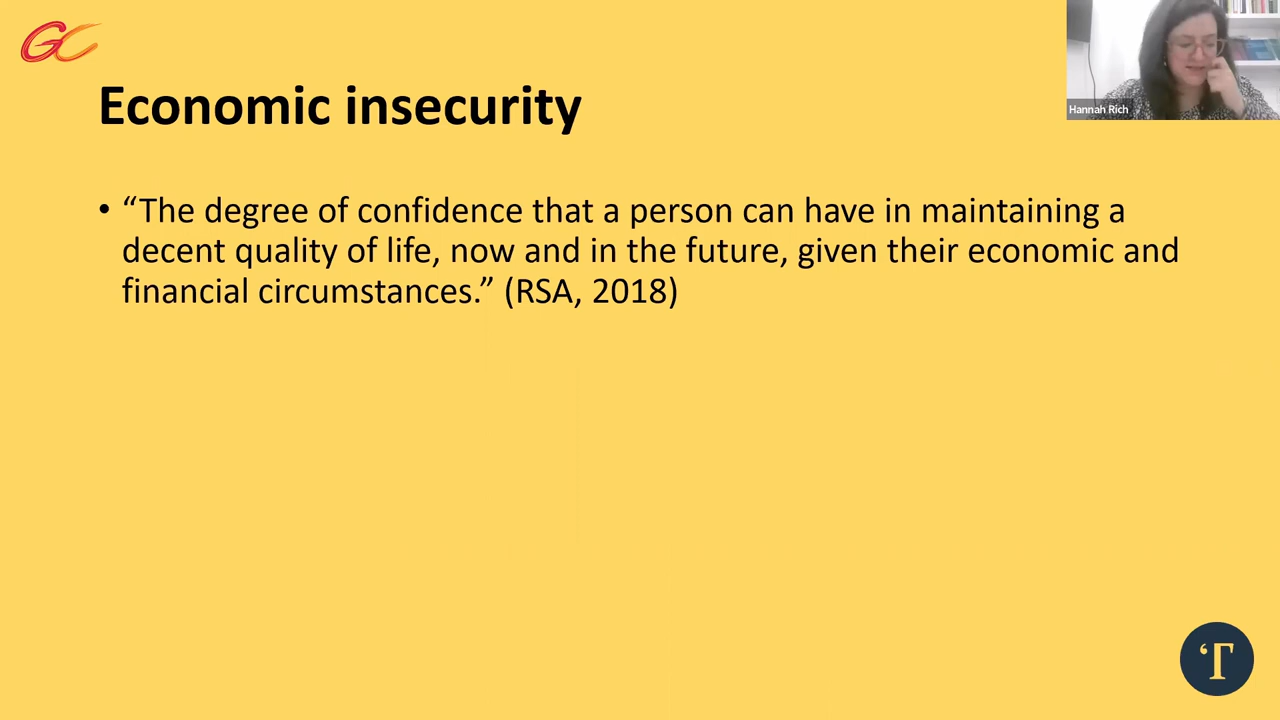 GC
Hannah Rich
Economic insecurity
• “The degree of confidence that a person can have in maintaining a
decent quality of life, now and in the future, given their economic and
financial circumstances.” (RSA, 2018)
‘T